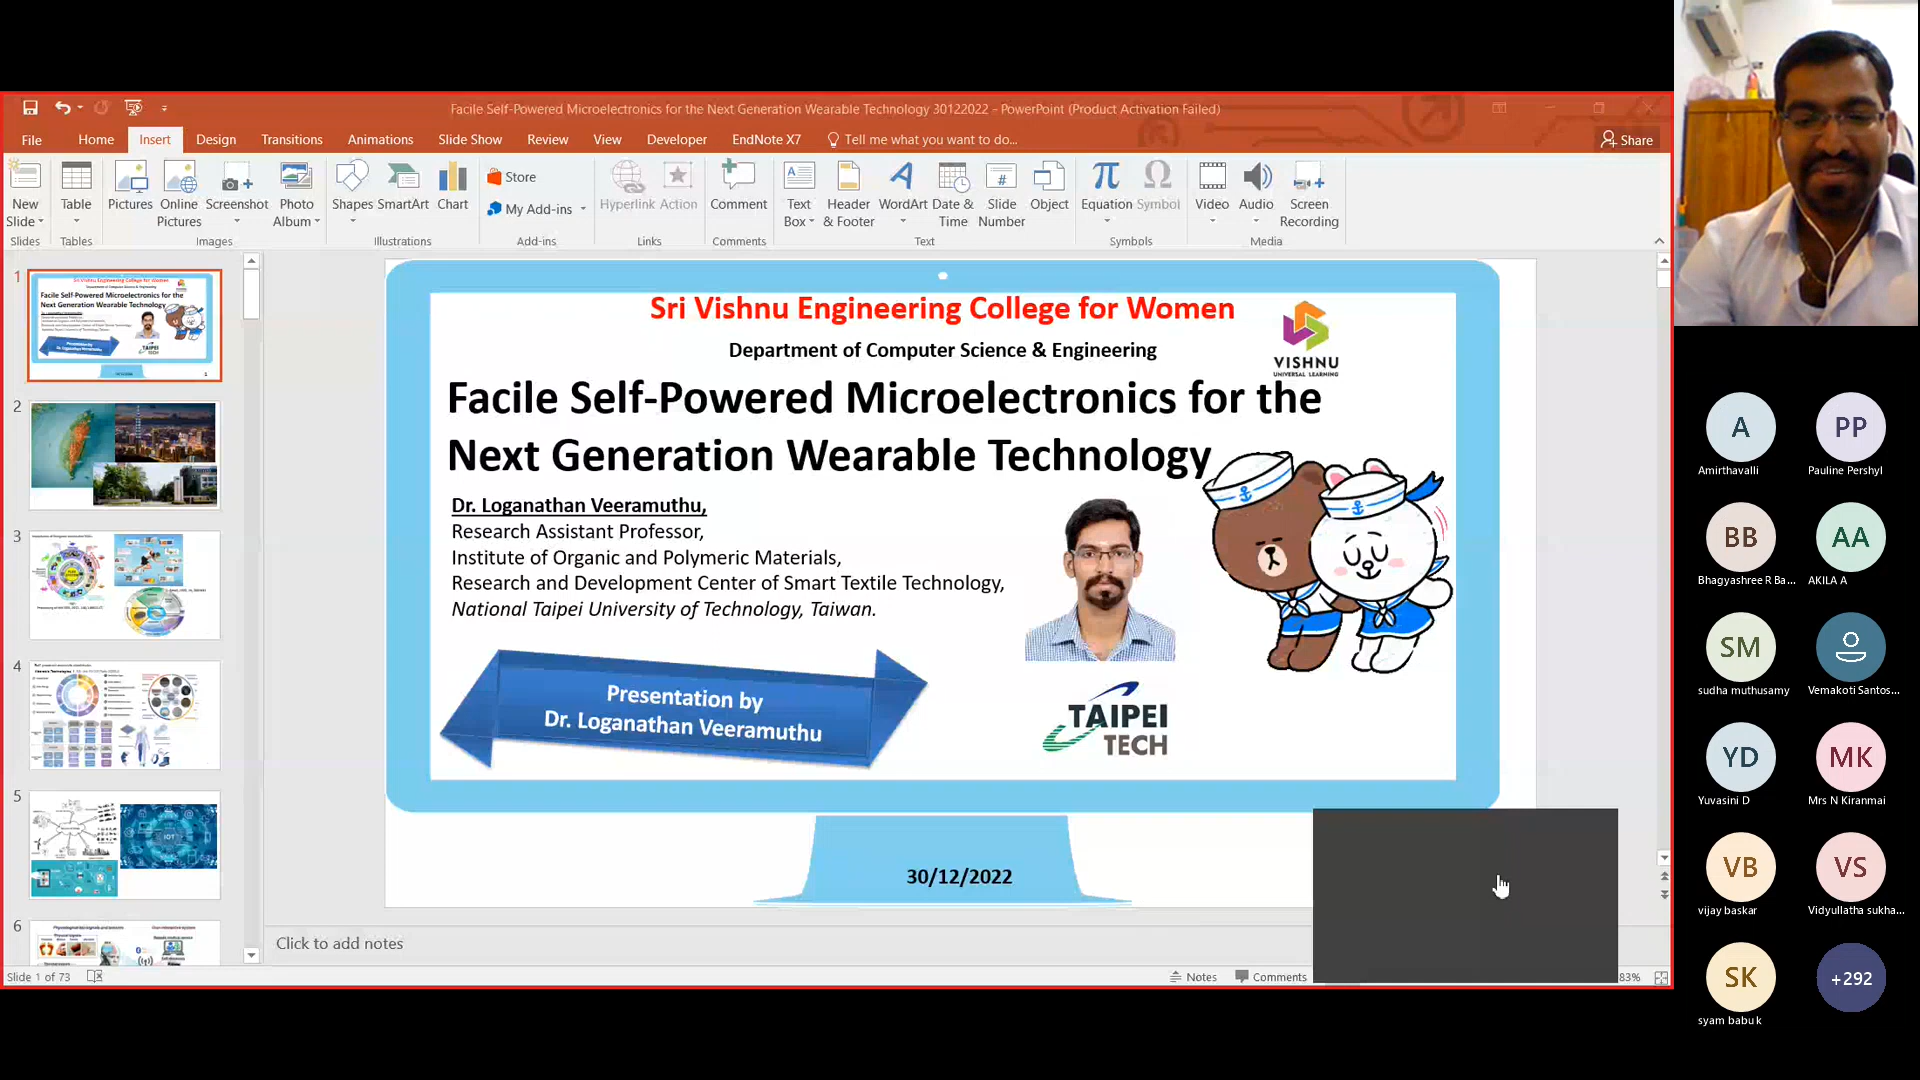 Facile Self-Powered Microelectronics for the Next Generation Wearable Technology 30122022 - PowerPoint (Product Activation Failed)
File Home Insert Design Transitions Animations Slide Show Review View Developer EndNote X7 Tell me what you want to do... Share
New Slide
Table
Pictures
Online Pictures
Screenshot
Photo Album
Shapes
SmartArt
Chart
Store
My Add-ins
Hyperlink
Action
Comment
Text Box
Header & Footer
WordArt
Date & Time
Slide Number
Object
Equation
Symbol
Video
Audio
Screen Recording
Slides Tables Images Illustrations Add-ins Links Comments Text Symbols Media
1
2
3
4
5
6
Sri Vishnu Engineering College for Women
Department of Computer Science & Engineering
VISHNU
UNIVERSAL LEARNING
Facile Self-Powered Microelectronics for the
Next Generation Wearable Technology
Dr. Loganathan Veeramuthu,
Research Assistant Professor,
Institute of Organic and Polymeric Materials,
Research and Development Center of Smart Textile Technology,
National Taipei University of Technology, Taiwan.
Presentation by
Dr. Loganathan Veeramuthu
TAIPEI
TECH
30/12/2022
Click to add notes
Slide 1 of 73
Notes Comments
83%
A
Amirthavalli
PP
Pauline Pershyl
BB
Bhagyashree R Ba...
AA
AKILA A
SM
sudha muthusamy
Vemakoti Santos...
YD
Yuvasini D
MK
Mrs N Kiranmai
VB
vijay baskar
VS
Vidyullatha sukha...
SK
syam babu k
+292